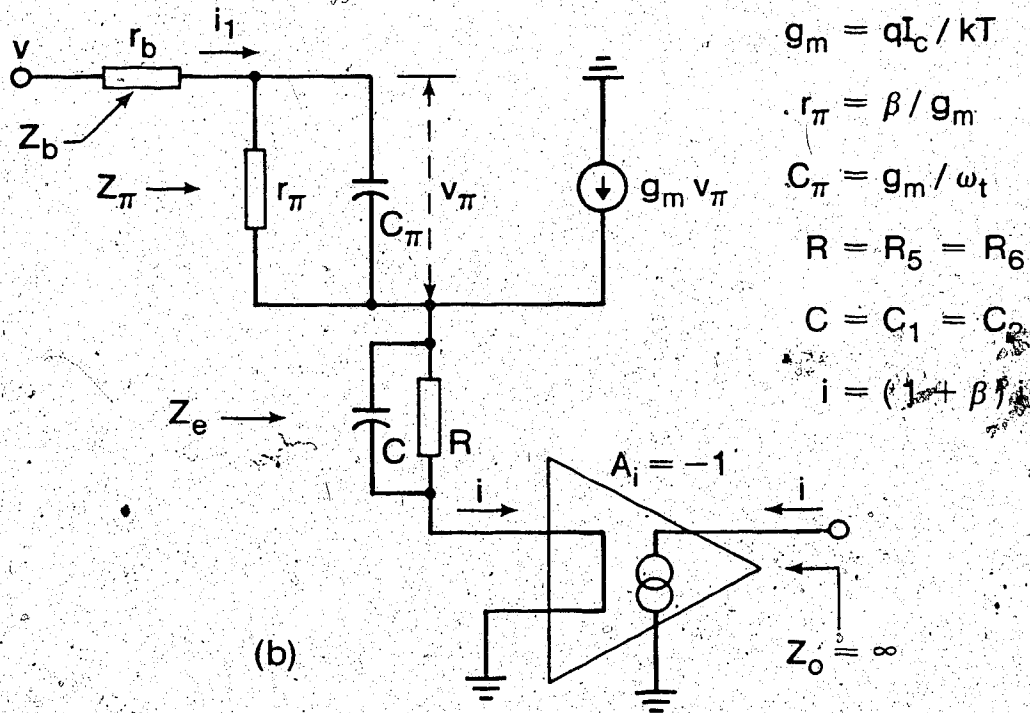 v
r_b
i_1
Z_b
Z_π
r_π
C_π
v_π
g_m v_π
g_m = qI_c / kT
r_π = β / g_m
C_π = g_m / ω_t
R = R_5 = R_6
C = C_1 = C_2
i = (1 + β)
Z_e
C
R
A_i = -1
i
i
Z_o = ∞
(b)